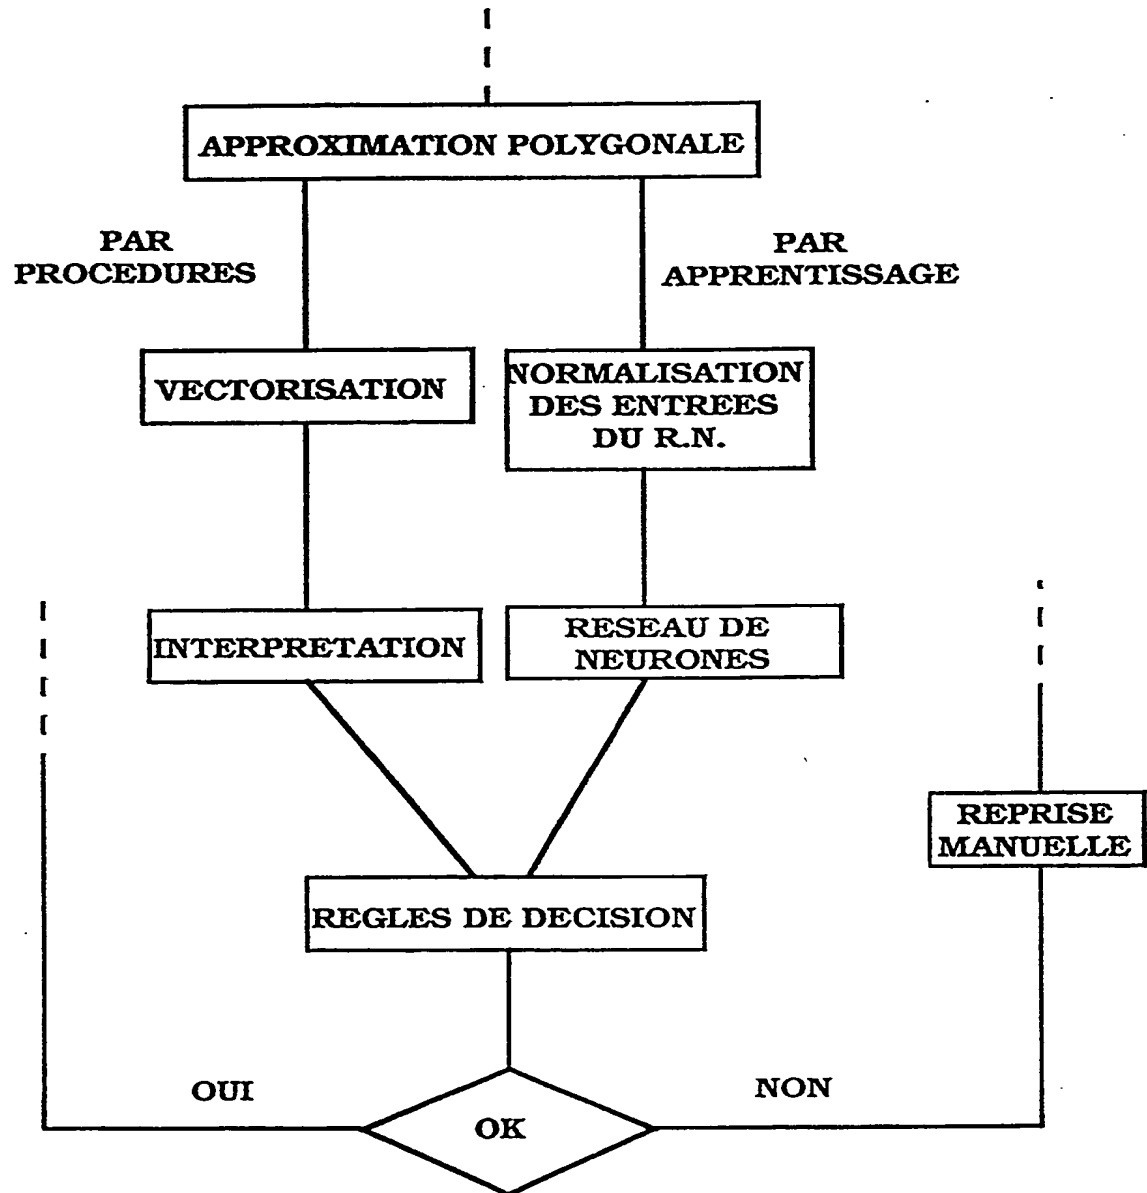 APPROXIMATION POLYGONALE
PAR
PROCEDURES
PAR
APPRENTISSAGE
VECTORISATION
NORMALISATION
DES ENTREES
DU R.N.
INTERPRETATION
RESEAU DE
NEURONES
REPRISE
MANUELLE
REGLES DE DECISION
OUI
NON
OK